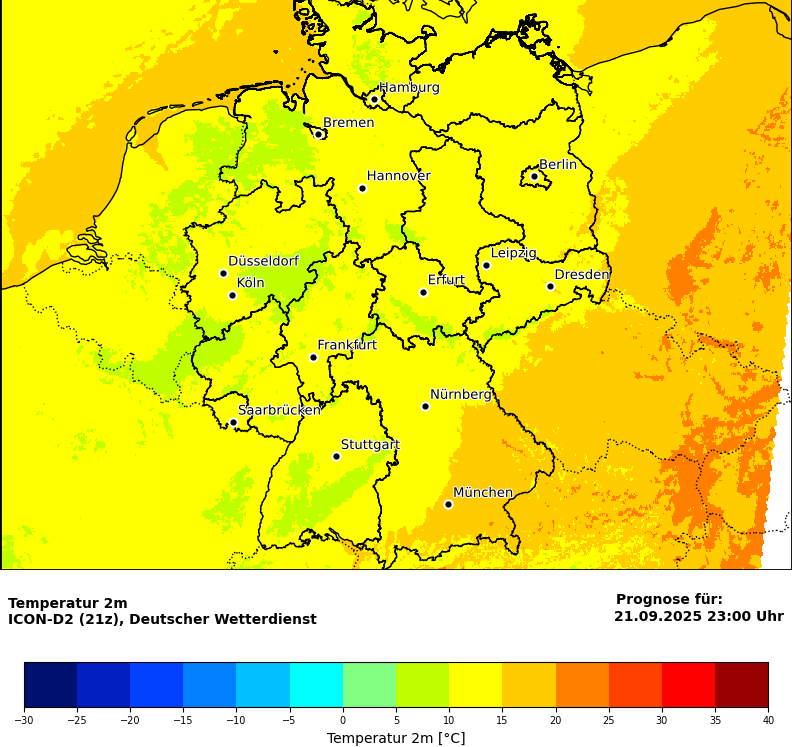 Hamburg
Bremen
Berlin
Hannover
Leipzig
Düsseldorf
Dresden
Köln
Erfurt
Frankfurt
Nürnberg
Saarbrücken
Stuttgart
München
Temperatur 2m
ICON-D2 (21z), Deutscher Wetterdienst
Prognose für:
21.09.2025 23:00 Uhr
−30 −25 −20 −15 −10 −5 0 5 10 15 20 25 30 35 40
Temperatur 2m [°C]